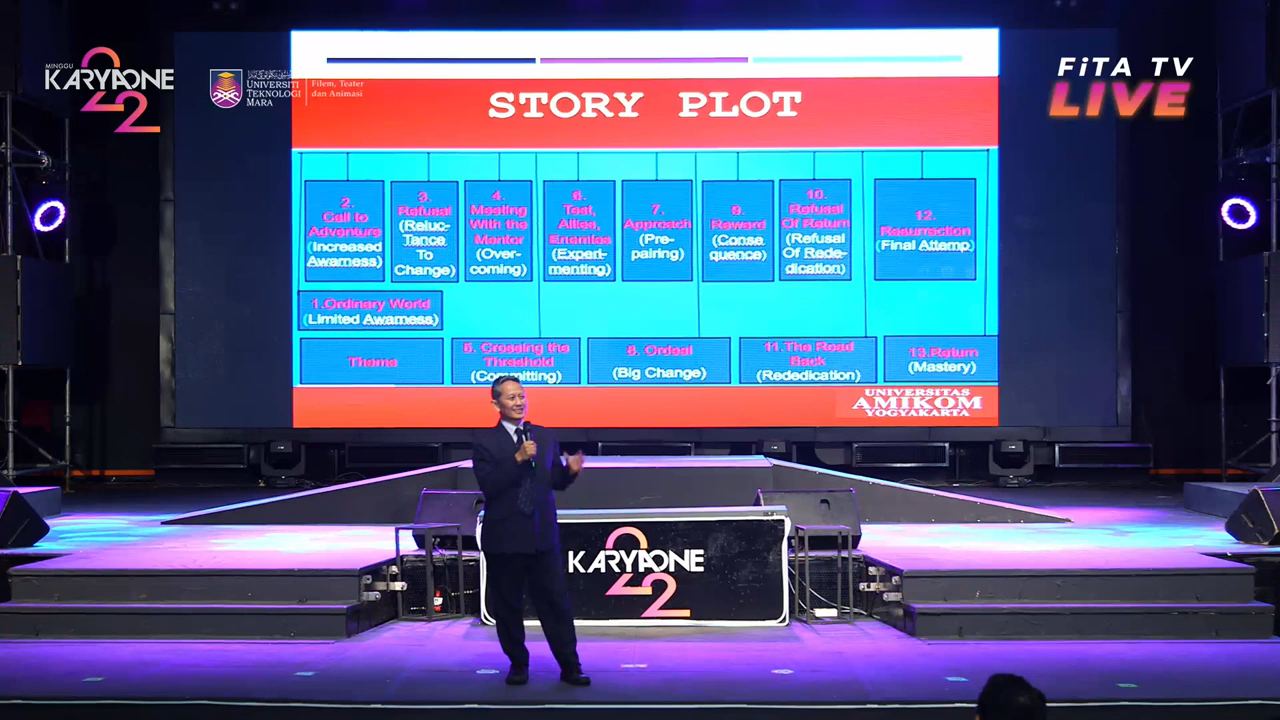 MINGGU
KARYAONE
22
UNIVERSITI
TEKNOLOGI
MARA
Filem, Teater
dan Animasi
FiTA TV
LIVE
STORY PLOT
2.
Call to
Adventure
(Increased
Awarness)
3.
Refusal
(Reluc-
Tance
To
Change)
4.
Meeting
With the
Mentor
(Over-
coming)
6.
Test,
Allies,
Enemies
(Experi-
menting)
7.
Approach
(Pre-
pairing)
9.
Reward
(Conse
quence)
10.
Refusal
Of Return
(Refusal
Of Rede-
dication)
12.
Resurrection
(Final Attemp)
1.Ordinary World
(Limited Awarness)
Theme
5. Crossing the
Threshold
(Committing)
8. Ordeal
(Big Change)
11.The Road
Back
(Rededication)
13.Return
(Mastery)
UNIVERSITAS
AMIKOM
YOGYAKARTA
KARYAONE
22